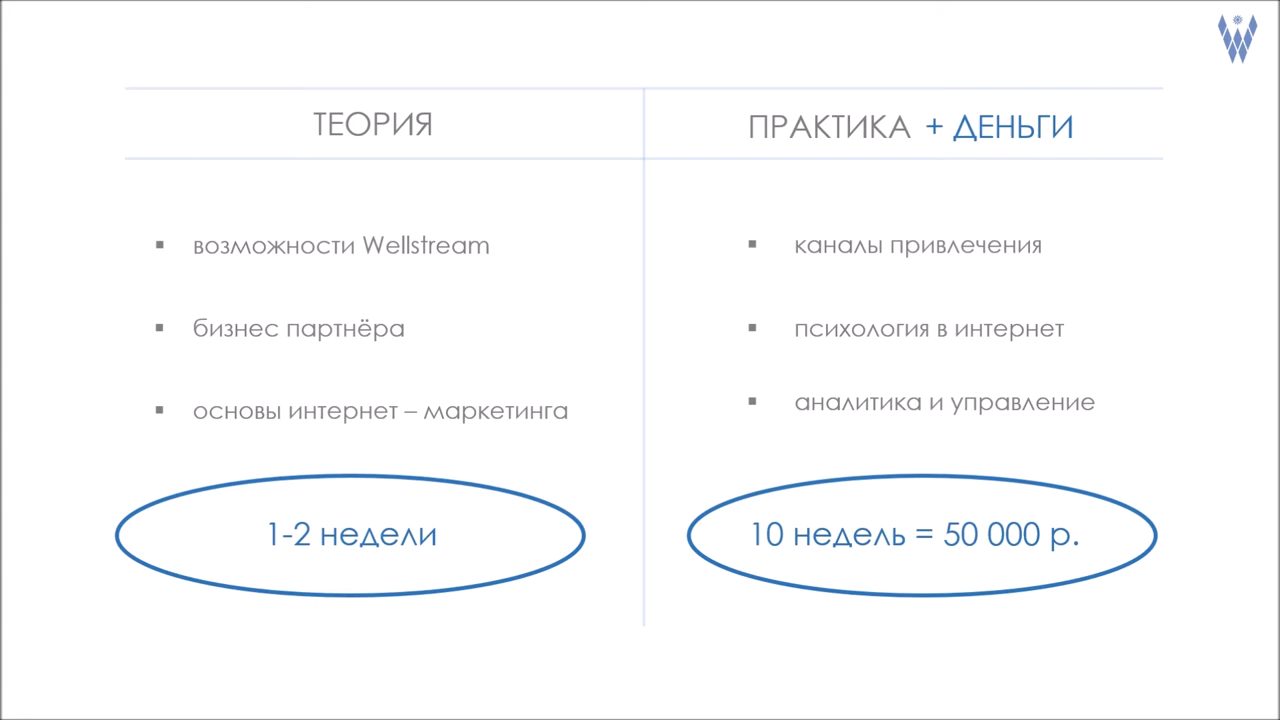 ТЕОРИЯ
возможности Wellstream
бизнес партнёра
основы интернет – маркетинга
1-2 недели
ПРАКТИКА + ДЕНЬГИ
каналы привлечения
психология в интернет
аналитика и управление
10 недель = 50 000 р.